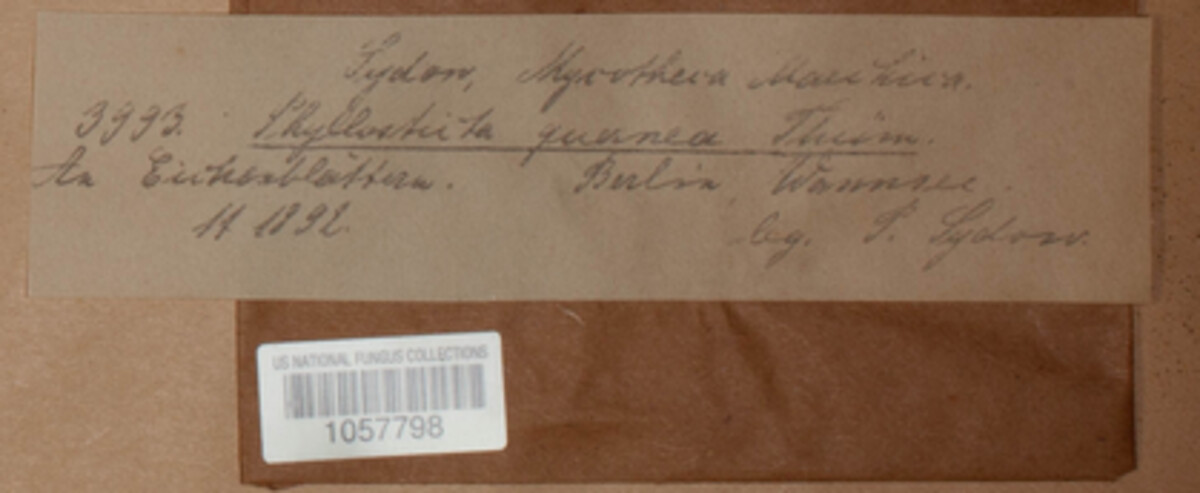 Sydow, Mycotheca Marchica.
3993. Phyllosticta quernea Thüm.
An Eichenblättern. Berlin, Wannsee.
11 1892.
leg. P. Sydow.
US NATIONAL FUNGUS COLLECTIONS
1057798